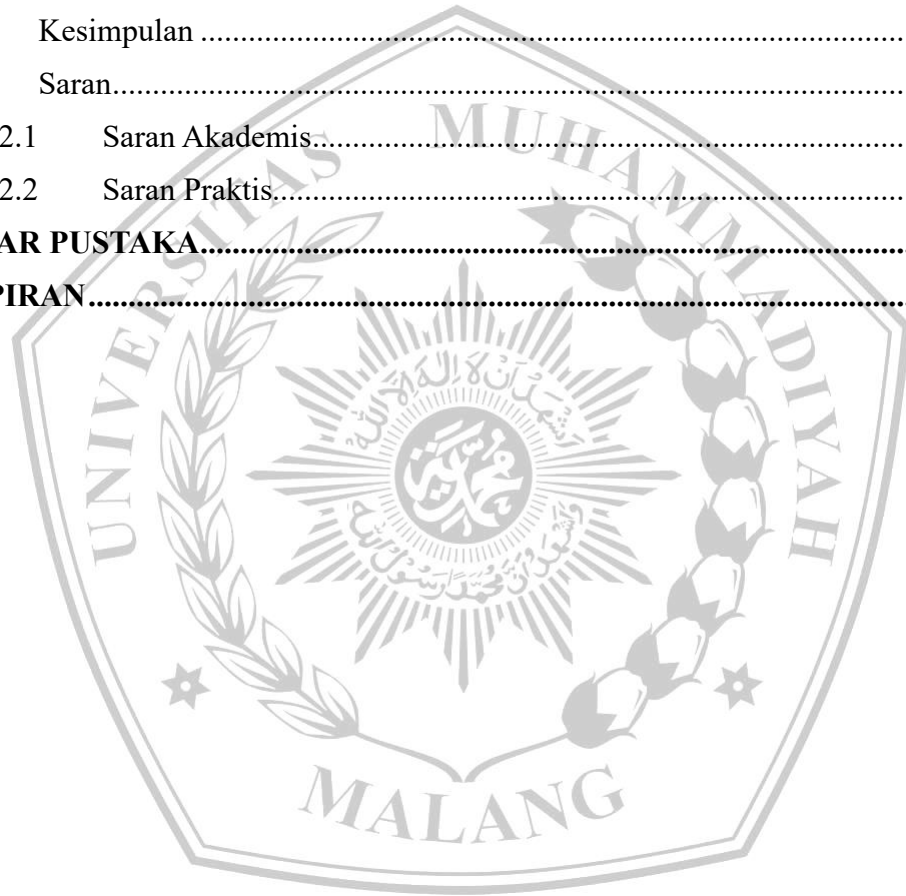 Kesimpulan ........................................................................................
Saran...................................................................................................
2.1 Saran Akademis..........................................................................
2.2 Saran Praktis...............................................................................
AR PUSTAKA.........................................................................................
PIRAN.......................................................................................................
UNIVERSITAS MUHAMMADIYAH
MALANG